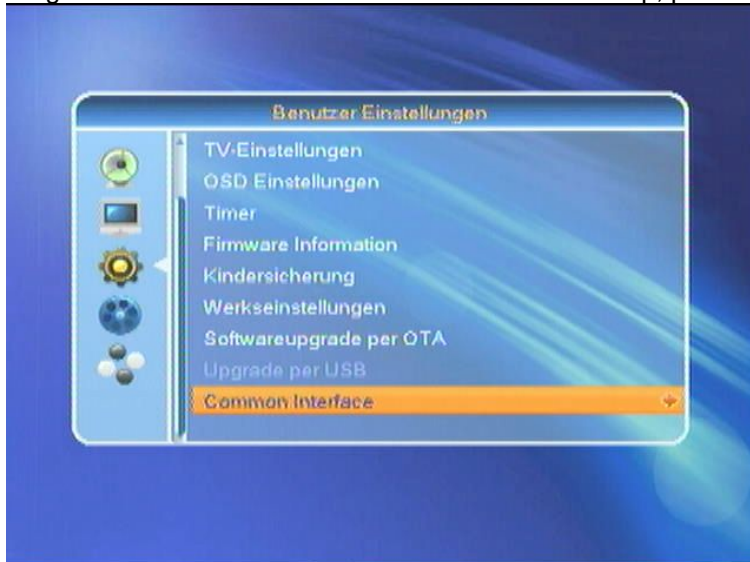 Benutzer Einstellungen
TV-Einstellungen
OSD Einstellungen
Timer
Firmware Information
Kindersicherung
Werkseinstellungen
Softwareupgrade per OTA
Upgrade per USB
Common Interface